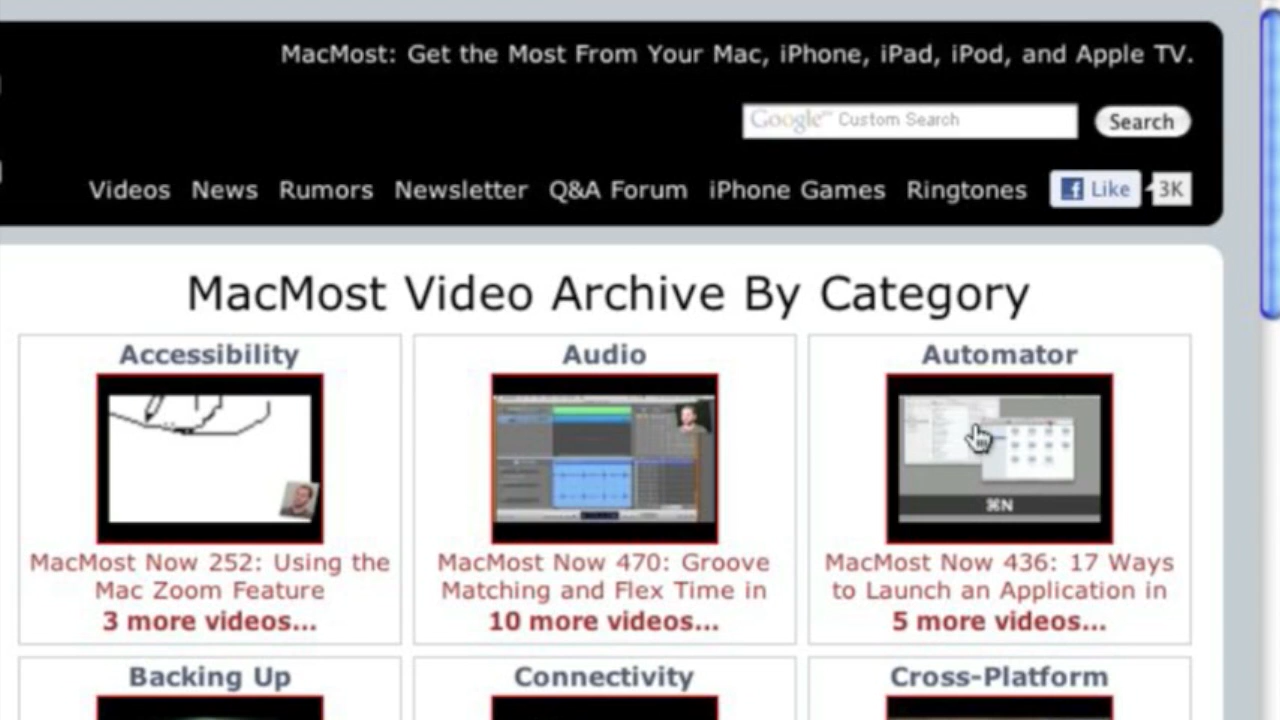 MacMost: Get the Most From Your Mac, iPhone, iPad, iPod, and Apple TV.
Google™ Custom Search
Search
Videos News Rumors Newsletter Q&A Forum iPhone Games Ringtones Like 3K
MacMost Video Archive By Category
Accessibility
MacMost Now 252: Using the
Mac Zoom Feature
3 more videos...
Audio
MacMost Now 470: Groove
Matching and Flex Time in
10 more videos...
Automator
⌘N
MacMost Now 436: 17 Ways
to Launch an Application in
5 more videos...
Backing Up
Connectivity
Cross-Platform